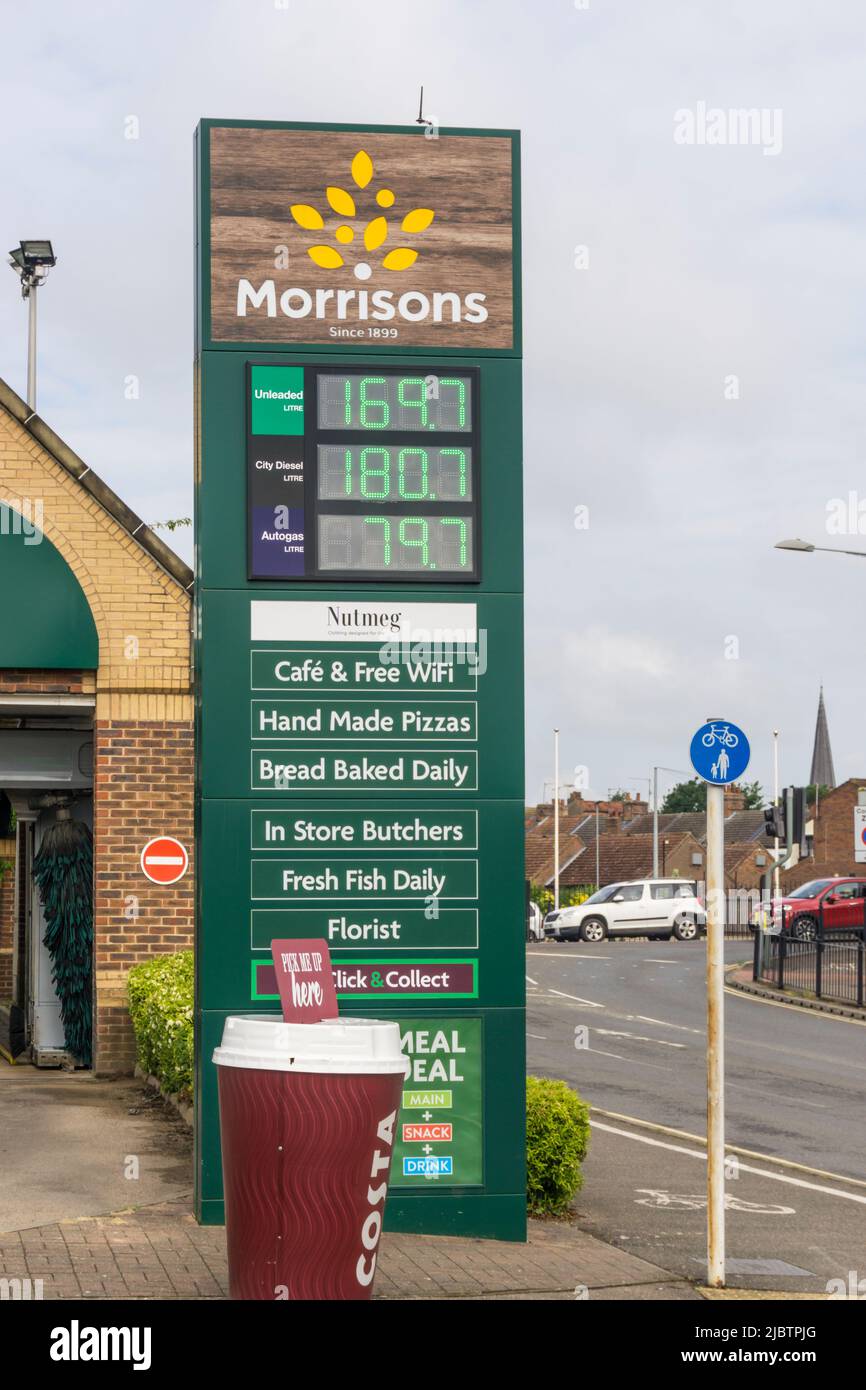 Morrisons
Since 1899
Unleaded
LITRE
169.7
City Diesel
LITRE
180.7
Autogas
LITRE
79.7
Nutmeg
Café & Free WiFi
Hand Made Pizzas
Bread Baked Daily
In Store Butchers
Fresh Fish Daily
Florist
Click & Collect
PICK ME UP
here
MEAL
DEAL
MAIN
+
SNACK
+
DRINK
COSTA
alamy
Image ID: 2JBTPJG
www.alamy.com